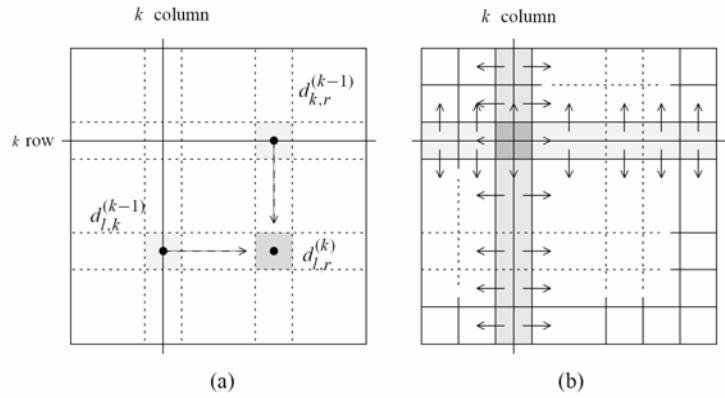 k column
k column
d_{k,r}^{(k-1)}
k row
d_{l,k}^{(k-1)}
d_{l,r}^{(k)}
(a)
(b)